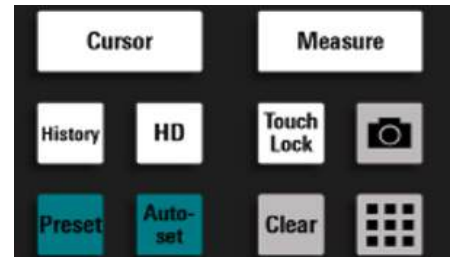 Cursor
Measure
History
HD
Touch
Lock
Preset
Auto-
set
Clear